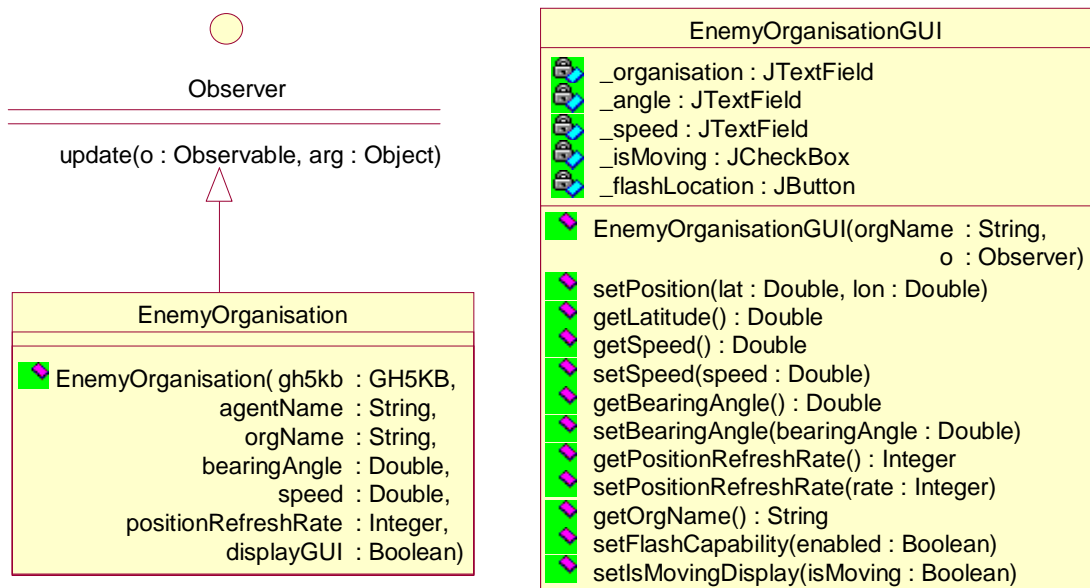 Observer
update(o : Observable, arg : Object)
EnemyOrganisation
EnemyOrganisation( gh5kb : GH5KB,
agentName : String,
orgName : String,
bearingAngle : Double,
speed : Double,
positionRefreshRate : Integer,
displayGUI : Boolean)
EnemyOrganisationGUI
_organisation : JTextField
_angle : JTextField
_speed : JTextField
_isMoving : JCheckBox
_flashLocation : JButton
EnemyOrganisationGUI(orgName : String,
o : Observer)
setPosition(lat : Double, lon : Double)
getLatitude() : Double
getSpeed() : Double
setSpeed(speed : Double)
getBearingAngle() : Double
setBearingAngle(bearingAngle : Double)
getPositionRefreshRate() : Integer
setPositionRefreshRate(rate : Integer)
getOrgName() : String
setFlashCapability(enabled : Boolean)
setIsMovingDisplay(isMoving : Boolean)